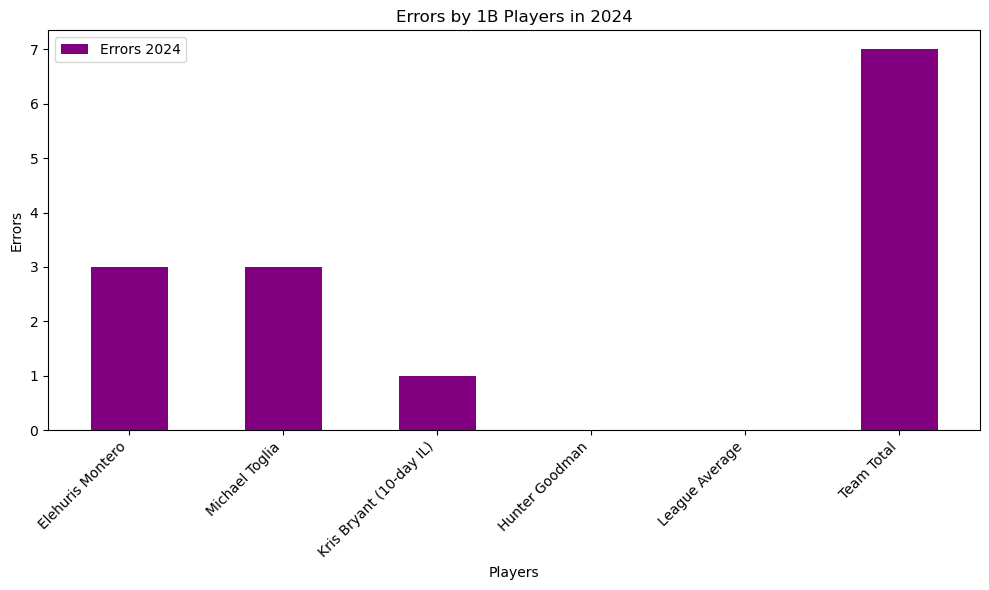 Errors by 1B Players in 2024
Errors 2024
Errors
7
6
5
4
3
2
1
0
Elehuris Montero
Michael Toglia
Kris Bryant (10-day IL)
Hunter Goodman
League Average
Team Total
Players